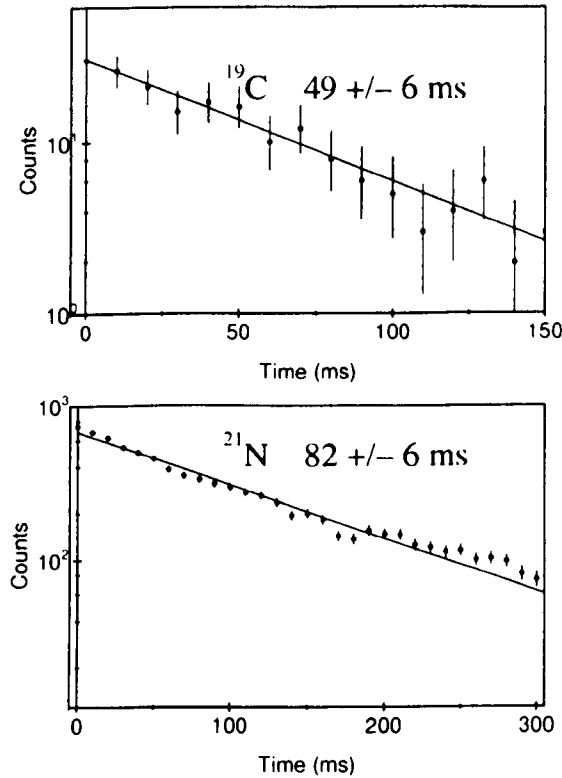 ¹⁹C 49 +/− 6 ms
10¹
Counts
10⁰
0 50 100 150
Time (ms)
10³
²¹N 82 +/− 6 ms
Counts
10²
0 100 200 300
Time (ms)